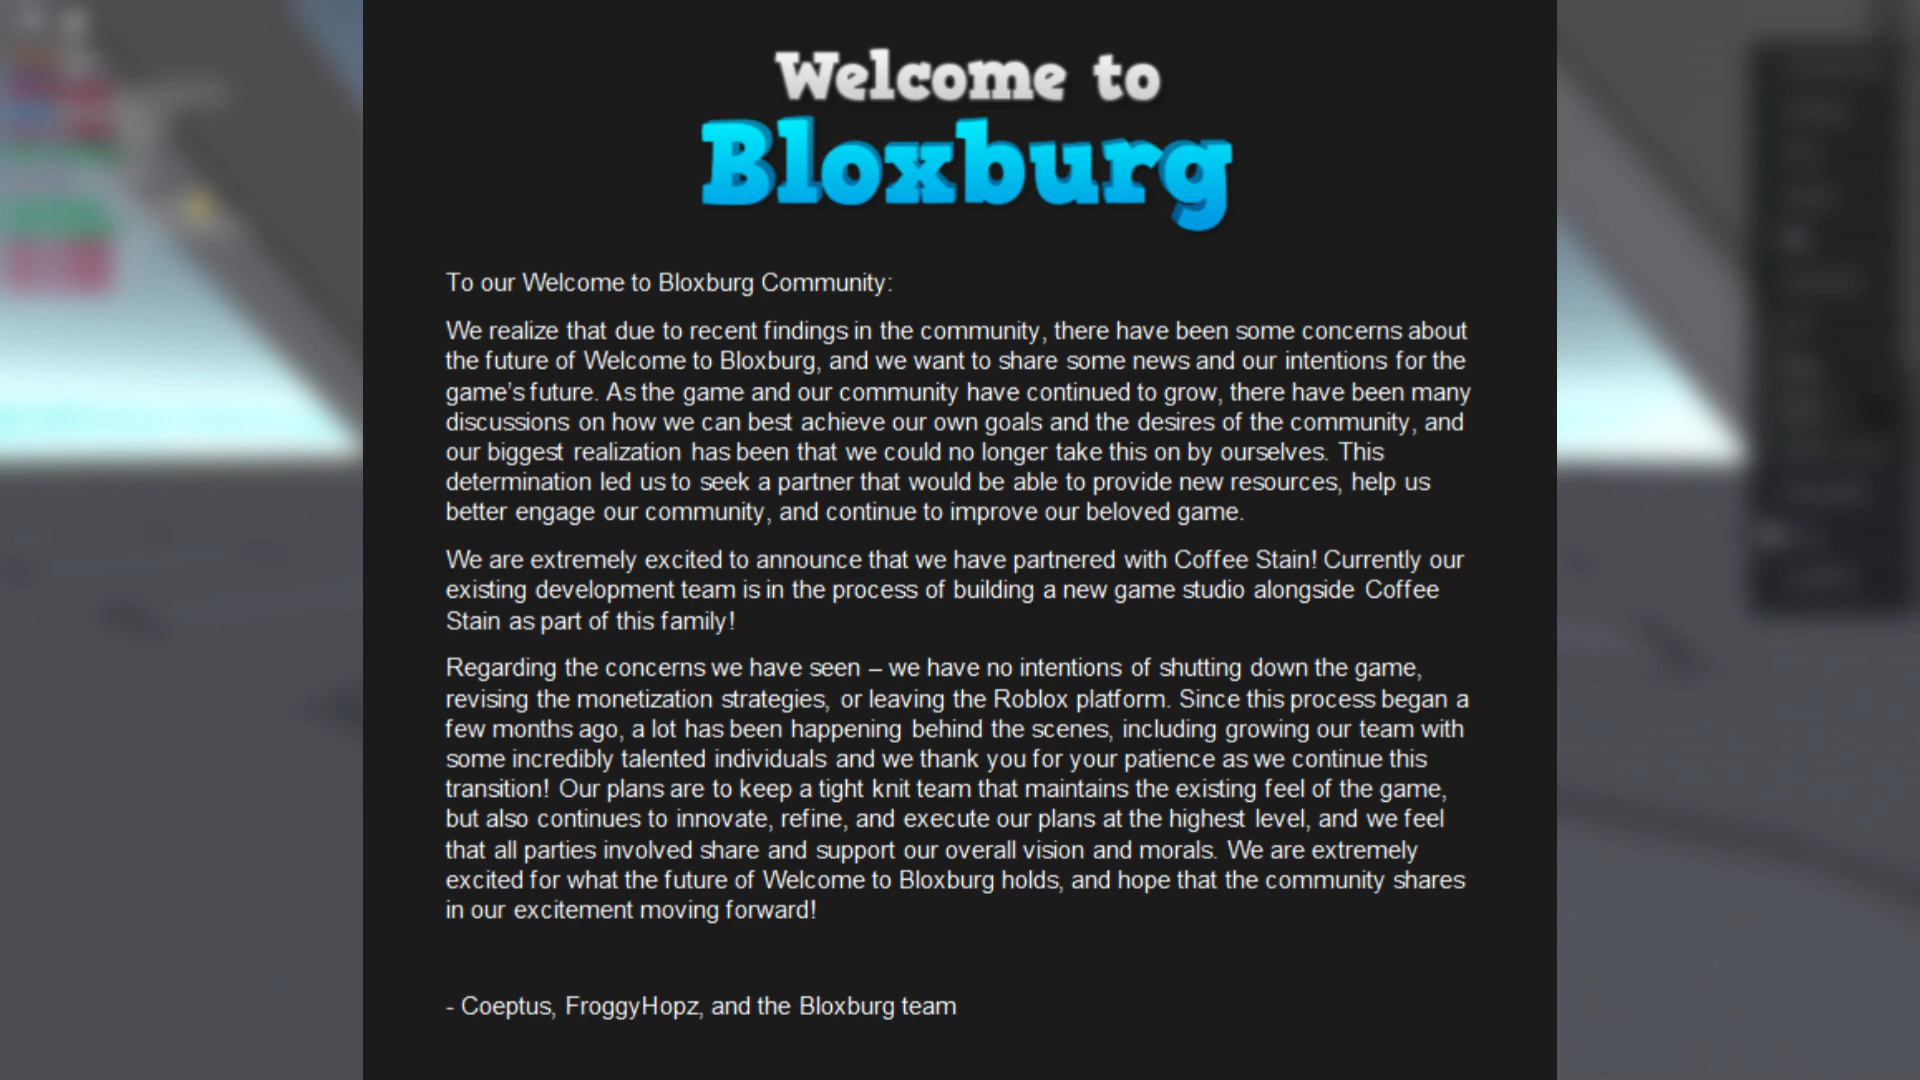 Welcome to
Bloxburg
To our Welcome to Bloxburg Community:
We realize that due to recent findings in the community, there have been some concerns about
the future of Welcome to Bloxburg, and we want to share some news and our intentions for the
game's future. As the game and our community have continued to grow, there have been many
discussions on how we can best achieve our own goals and the desires of the community, and
our biggest realization has been that we could no longer take this on by ourselves. This
determination led us to seek a partner that would be able to provide new resources, help us
better engage our community, and continue to improve our beloved game.
We are extremely excited to announce that we have partnered with Coffee Stain! Currently our
existing development team is in the process of building a new game studio alongside Coffee
Stain as part of this family!
Regarding the concerns we have seen – we have no intentions of shutting down the game,
revising the monetization strategies, or leaving the Roblox platform. Since this process began a
few months ago, a lot has been happening behind the scenes, including growing our team with
some incredibly talented individuals and we thank you for your patience as we continue this
transition! Our plans are to keep a tight knit team that maintains the existing feel of the game,
but also continues to innovate, refine, and execute our plans at the highest level, and we feel
that all parties involved share and support our overall vision and morals. We are extremely
excited for what the future of Welcome to Bloxburg holds, and hope that the community shares
in our excitement moving forward!
- Coeptus, FroggyHopz, and the Bloxburg team